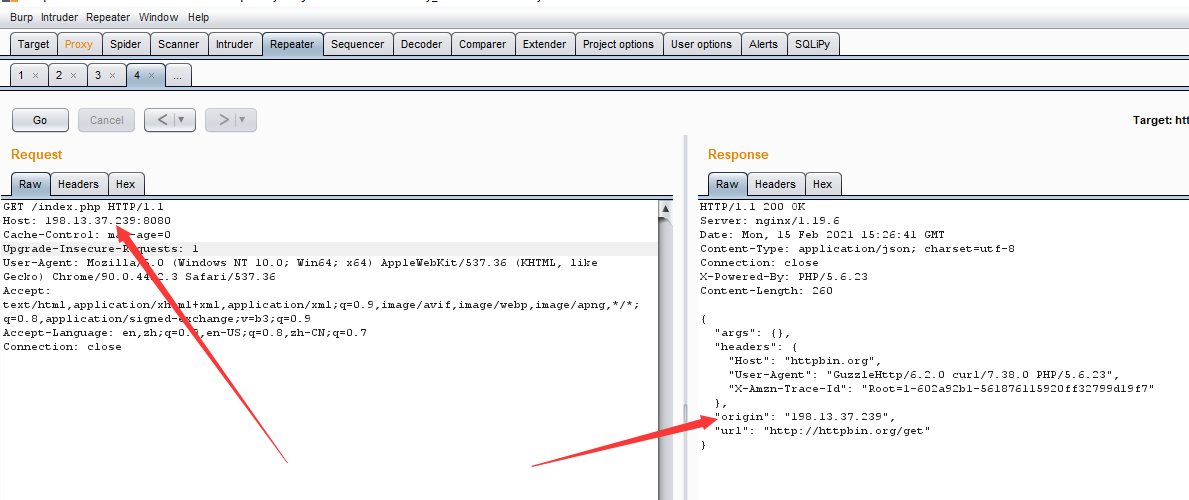 Burp Intruder Repeater Window Help
Target Proxy Spider Scanner Intruder Repeater Sequencer Decoder Comparer Extender Project options User options Alerts SQLiPy
1 × 2 × 3 × 4 × ...
Go Cancel < ▼ > ▼
Target: htt
Request
Raw Headers Hex
GET /index.php HTTP/1.1
Host: 198.13.37.239:8080
Cache-Control: max-age=0
Upgrade-Insecure-Requests: 1
User-Agent: Mozilla/5.0 (Windows NT 10.0; Win64; x64) AppleWebKit/537.36 (KHTML, like
Gecko) Safari/537.36
Accept:
text/html,application/xhtml+xml,application/xml;q=0.9,image/avif,image/webp,image/apng,*/*;
q=0.8,application/signed-exchange;v=b3;q=0.9
Accept-Language: en,zh;q=0.9,en-US;q=0.8,zh-CN;q=0.7
Connection: close
Response
Raw Headers Hex
HTTP/1.1 200 OK
Server: nginx/1.19.6
Date: Mon, 15 Feb 2021 15:26:41 GMT
Content-Type: application/json; charset=utf-8
Connection: close
X-Powered-By: PHP/5.6.23
Content-Length: 260
{
"args": {},
"headers": {
"Host": "httpbin.org",
"User-Agent": "GuzzleHttp/6.2.0 curl/7.38.0 PHP/5.6.23",
"X-Amzn-Trace-Id": "Root=1-602a92b1-561876115920ff32799d19f7"
},
"origin": "198.13.37.239",
"url": "http://httpbin.org/get"
}